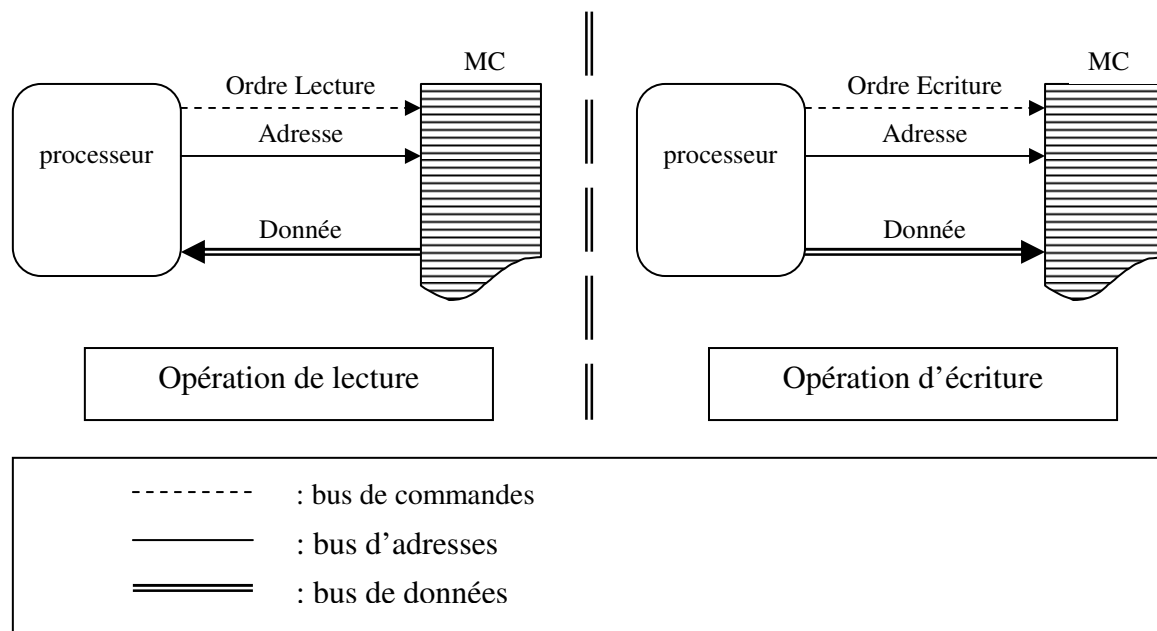 MC
Ordre Lecture
Adresse
processeur
Donnée
Opération de lecture
MC
Ordre Ecriture
Adresse
processeur
Donnée
Opération d’écriture
: bus de commandes
: bus d’adresses
: bus de données